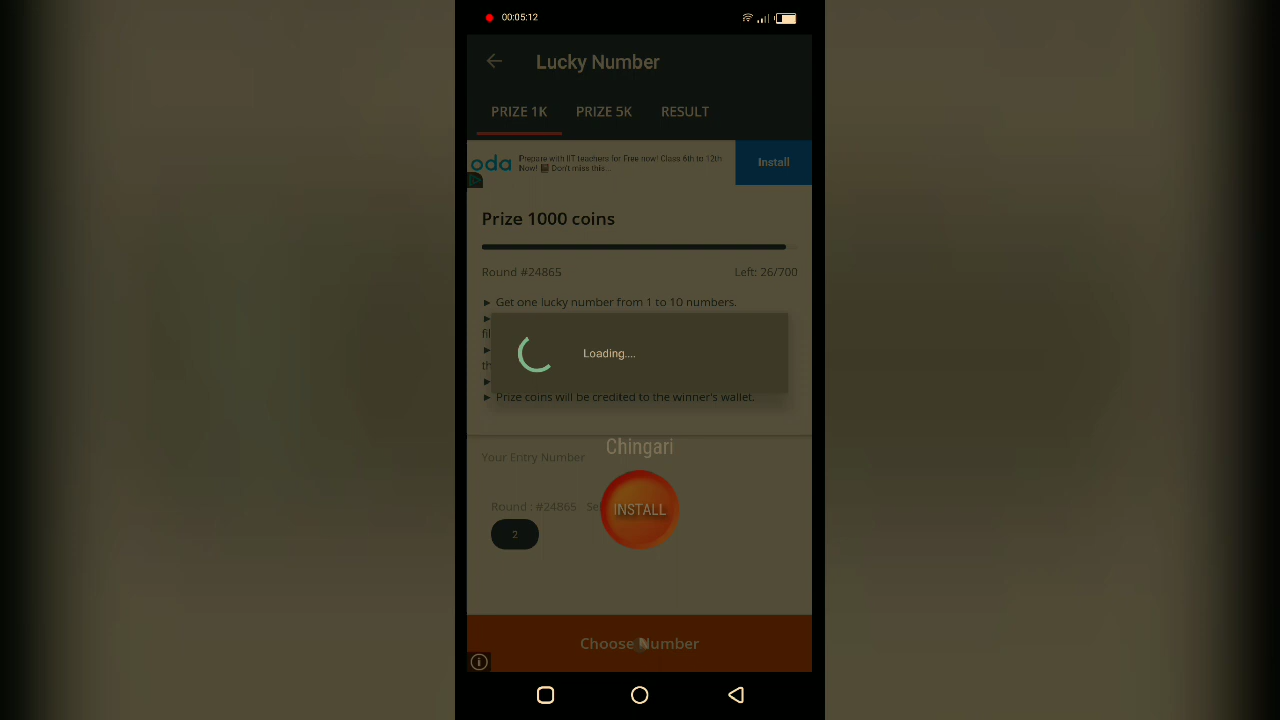 00:05:12
Lucky Number
PRIZE 1K PRIZE 5K RESULT
oda
Prepare with IIT teachers for Free now! Class 6th to 12th
Now! Don't miss this...
Install
Prize 1000 coins
Round #24865 Left: 26/700
► Get one lucky number from 1 to 10 numbers.
►
fil
►
th
►
Loading....
► Prize coins will be credited to the winner's wallet.
Chingari
Your Entry Number
Round : #24865 Se
INSTALL
2
Choose Number